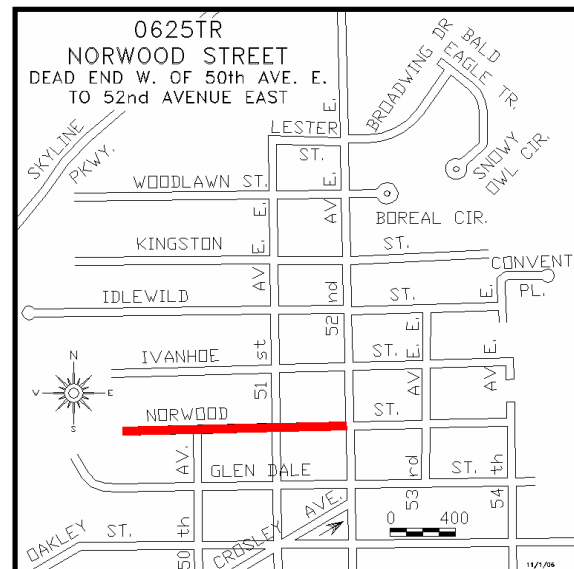 0625TR
NORWOOD STREET
DEAD END W. OF 50th AVE. E.
TO 52nd AVENUE EAST
SKYLINE
PKWY.
LESTER
ST.
E.
BROADWING DR
BALD
EAGLE TR.
SNOWY
OWL CIR.
WOODLAWN ST.
E.
AV
BOREAL CIR.
KINGSTON
ST.
E.
E.
AV
CONVENT
PL.
IDLEWILD
ST.
E.
52 nd
IVANHOE
ST.
E.
E.
AV
E.
AV
51 st
N
W
E
S
NORWOOD
ST.
AV.
GLEN DALE
ST.
53 rd
54 th
OAKLEY
ST.
50 th
CROSLEY
AVE.
0 400
11/1/06